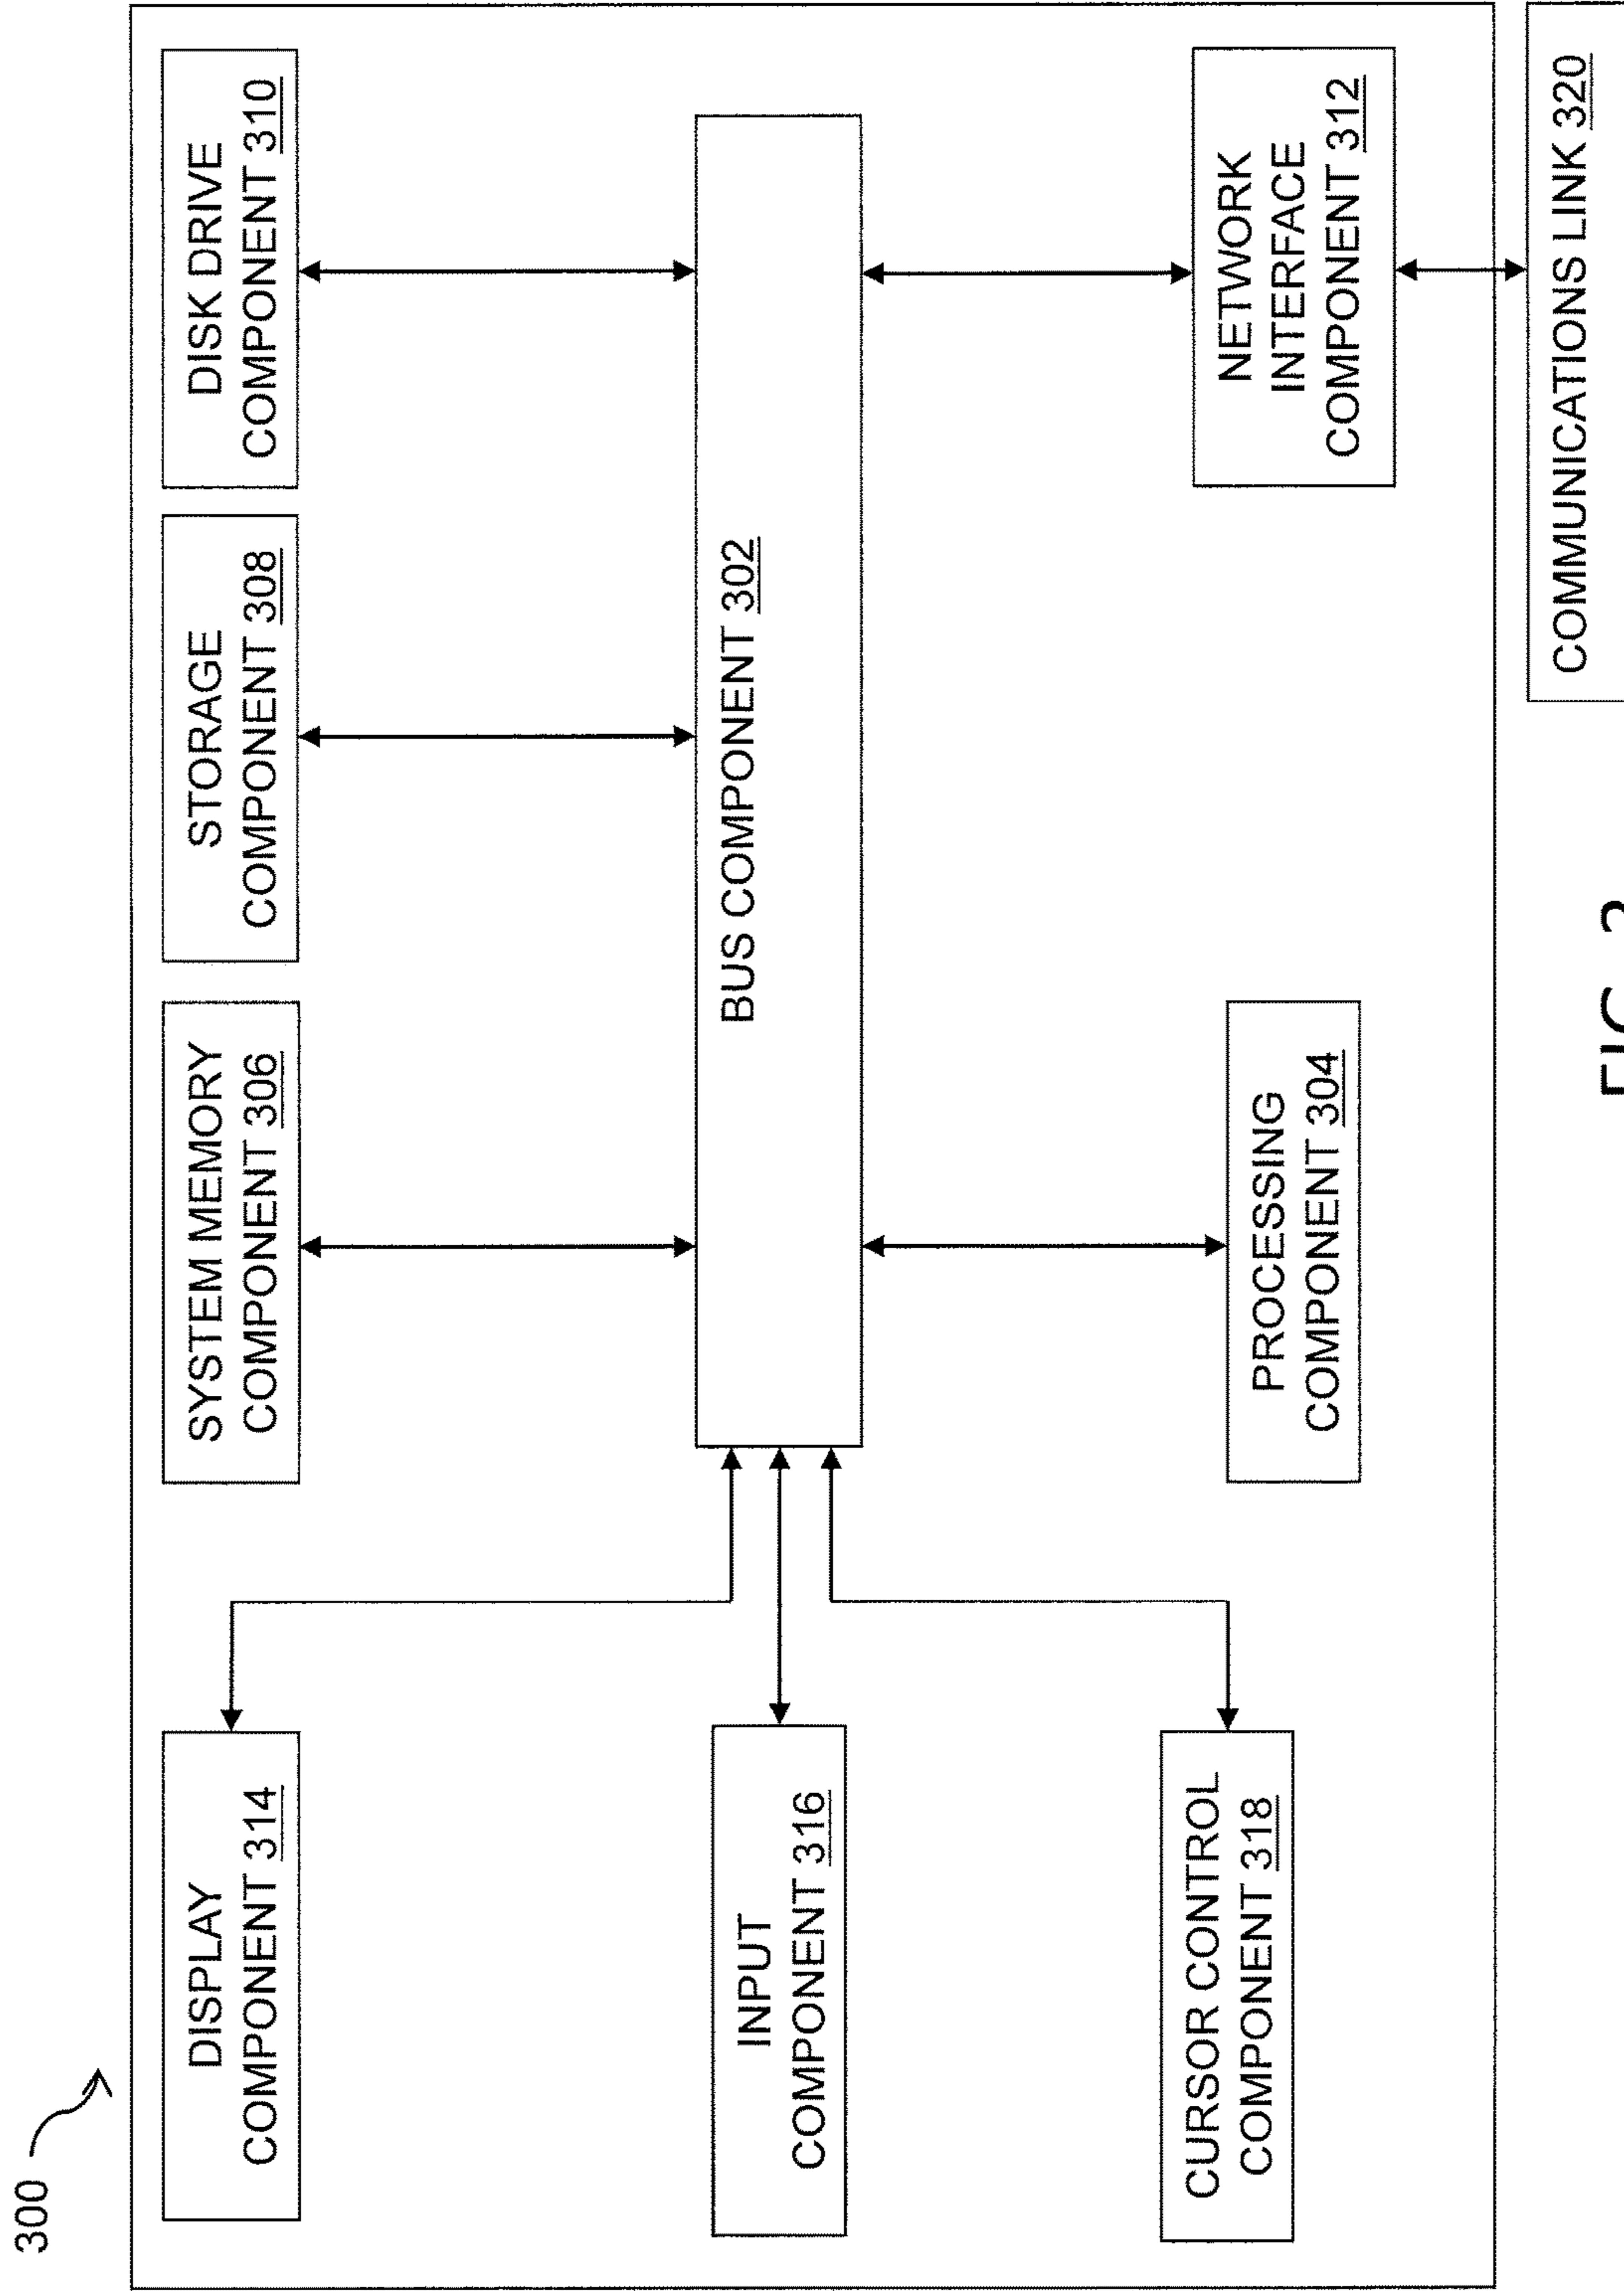 300
DISPLAY
COMPONENT 314
SYSTEM MEMORY
COMPONENT 306
STORAGE
COMPONENT 308
DISK DRIVE
COMPONENT 310
INPUT
COMPONENT 316
BUS COMPONENT 302
CURSOR CONTROL
COMPONENT 318
PROCESSING
COMPONENT 304
NETWORK
INTERFACE
COMPONENT 312
COMMUNICATIONS LINK 320
FIG.